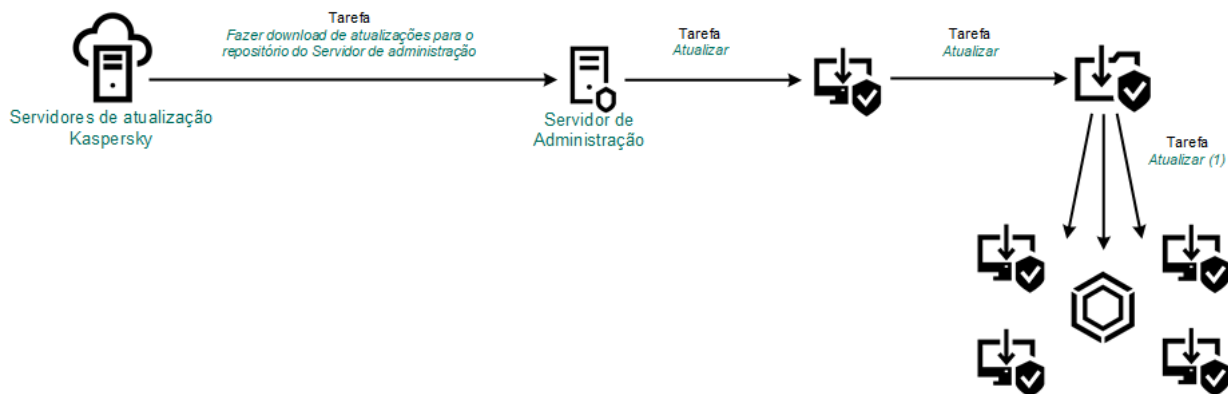 Tarefa
Fazer download de atualizações para o
repositório do Servidor de administração
Tarefa
Atualizar
Tarefa
Atualizar
Servidores de atualização
Kaspersky
Servidor de
Administração
Tarefa
Atualizar (1)